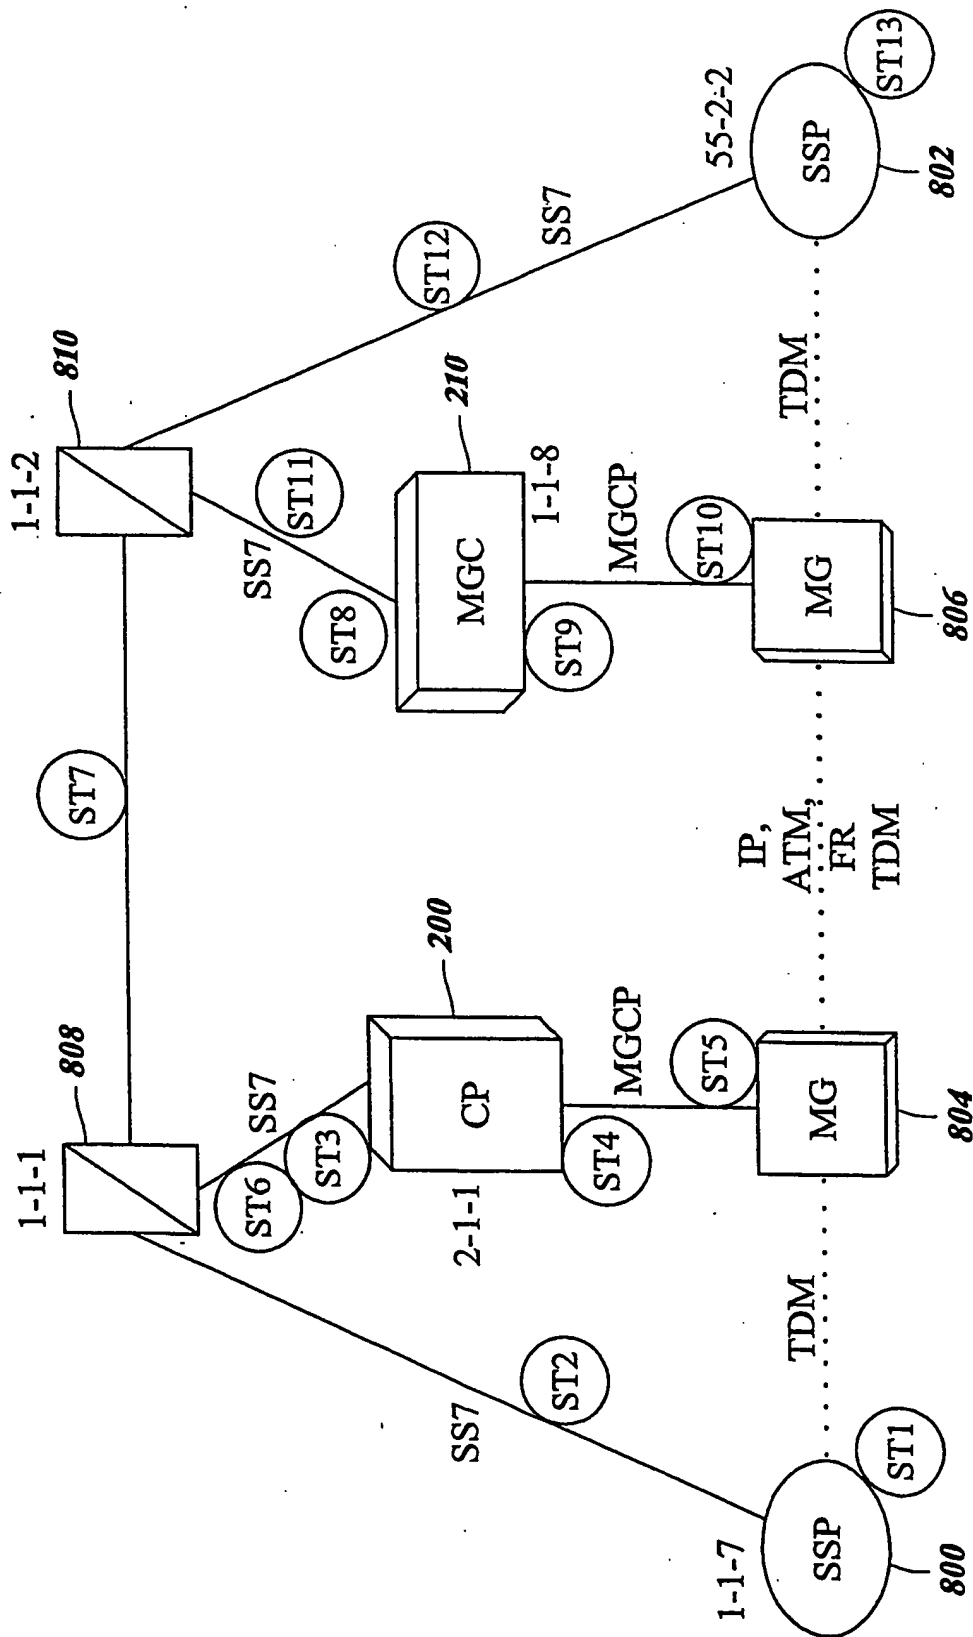 1-1-1
808
1-1-2
810
ST7
SS7
ST6
ST3
SS7
ST11
ST8
ST12
SS7
SS7
ST2
2-1-1
CP
200
MGC
210
1-1-8
ST4
MGCP
ST5
ST9
MGCP
ST10
1-1-7
SSP
800
ST1
TDM
MG
804
IP,
ATM,
FR
TDM
MG
806
TDM
55-2-2
SSP
802
ST13